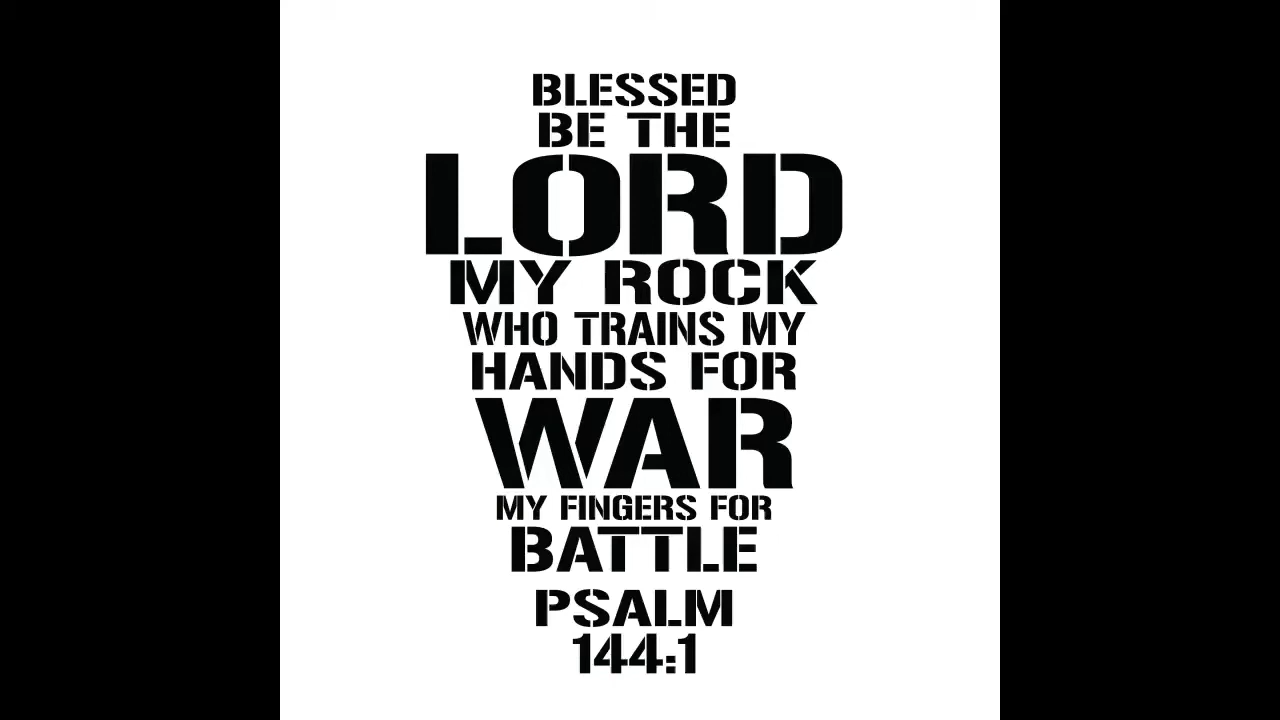 BLESSED
BE THE
LORD
MY ROCK
WHO TRAINS MY
HANDS FOR
WAR
MY FINGERS FOR
BATTLE
PSALM
144:1